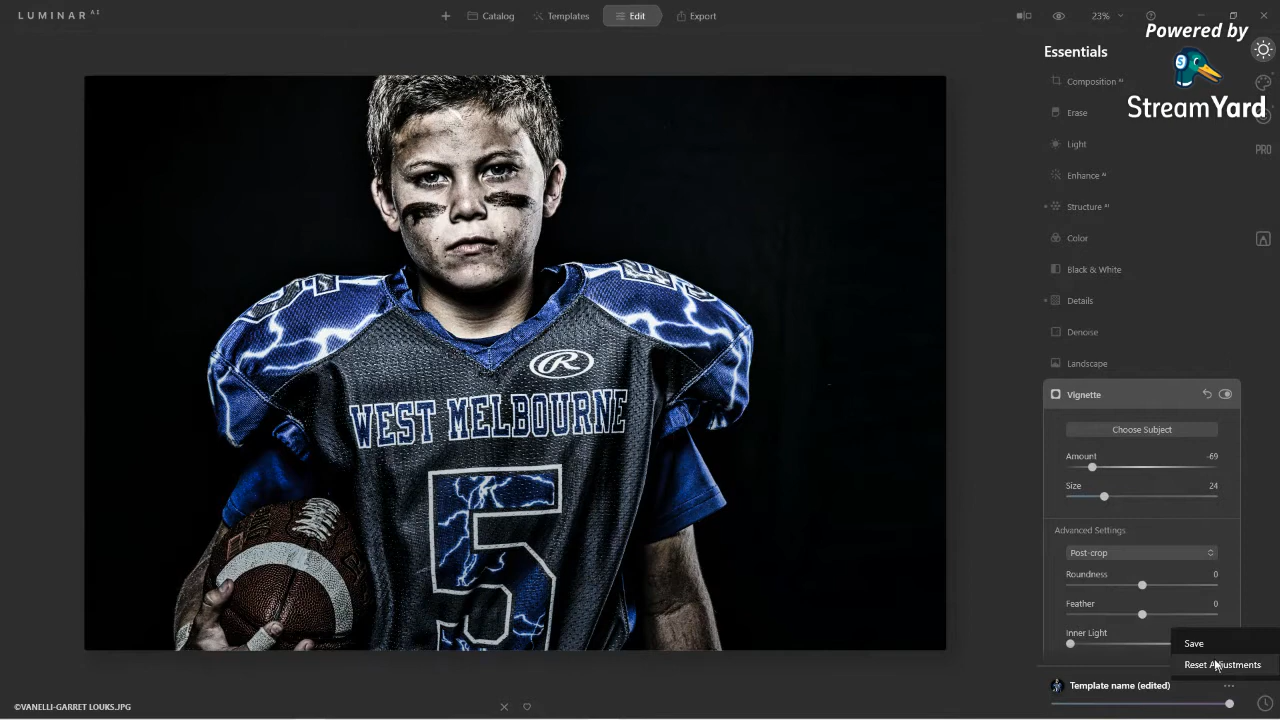 LUMINAR AI
Catalog
Templates
Edit
Export
23%
Powered by
StreamYard
Essentials
Composition AI
Erase
Light
Enhance AI
Structure AI
Color
Black & White
Details
Denoise
Landscape
PRO
Vignette
Choose Subject
Amount -69
Size 24
Advanced Settings
Post-crop
Roundness 0
Feather 0
Inner Light
Save
Reset Adjustments
Template name (edited)
R
WEST MELBOURNE
5
©VANELLI-GARRET LOUKS.JPG